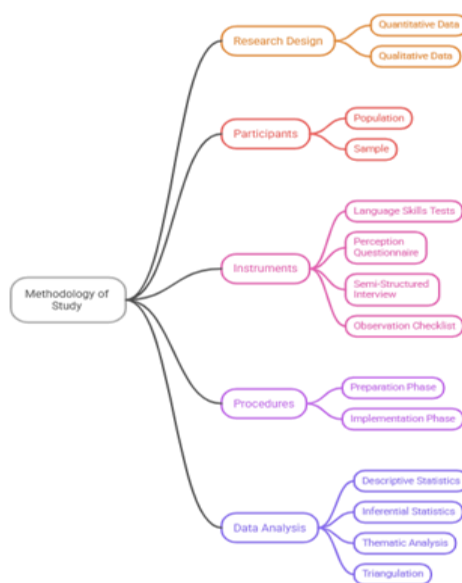 Methodology of
Study
Research Design
Quantitative Data
Qualitative Data
Participants
Population
Sample
Instruments
Language Skills Tests
Perception
Questionnaire
Semi-Structured
Interview
Observation Checklist
Procedures
Preparation Phase
Implementation Phase
Data Analysis
Descriptive Statistics
Inferential Statistics
Thematic Analysis
Triangulation